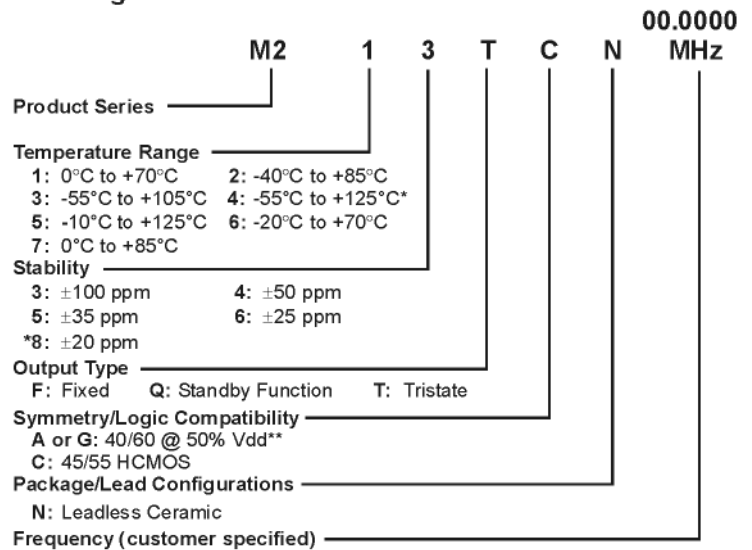 00.0000
M2 1 3 T C N MHz
Product Series
Temperature Range
1: 0°C to +70°C 2: -40°C to +85°C
3: -55°C to +105°C 4: -55°C to +125°C*
5: -10°C to +125°C 6: -20°C to +70°C
7: 0°C to +85°C
Stability
3: ±100 ppm 4: ±50 ppm
5: ±35 ppm 6: ±25 ppm
*8: ±20 ppm
Output Type
F: Fixed Q: Standby Function T: Tristate
Symmetry/Logic Compatibility
A or G: 40/60 @ 50% Vdd**
C: 45/55 HCMOS
Package/Lead Configurations
N: Leadless Ceramic
Frequency (customer specified)